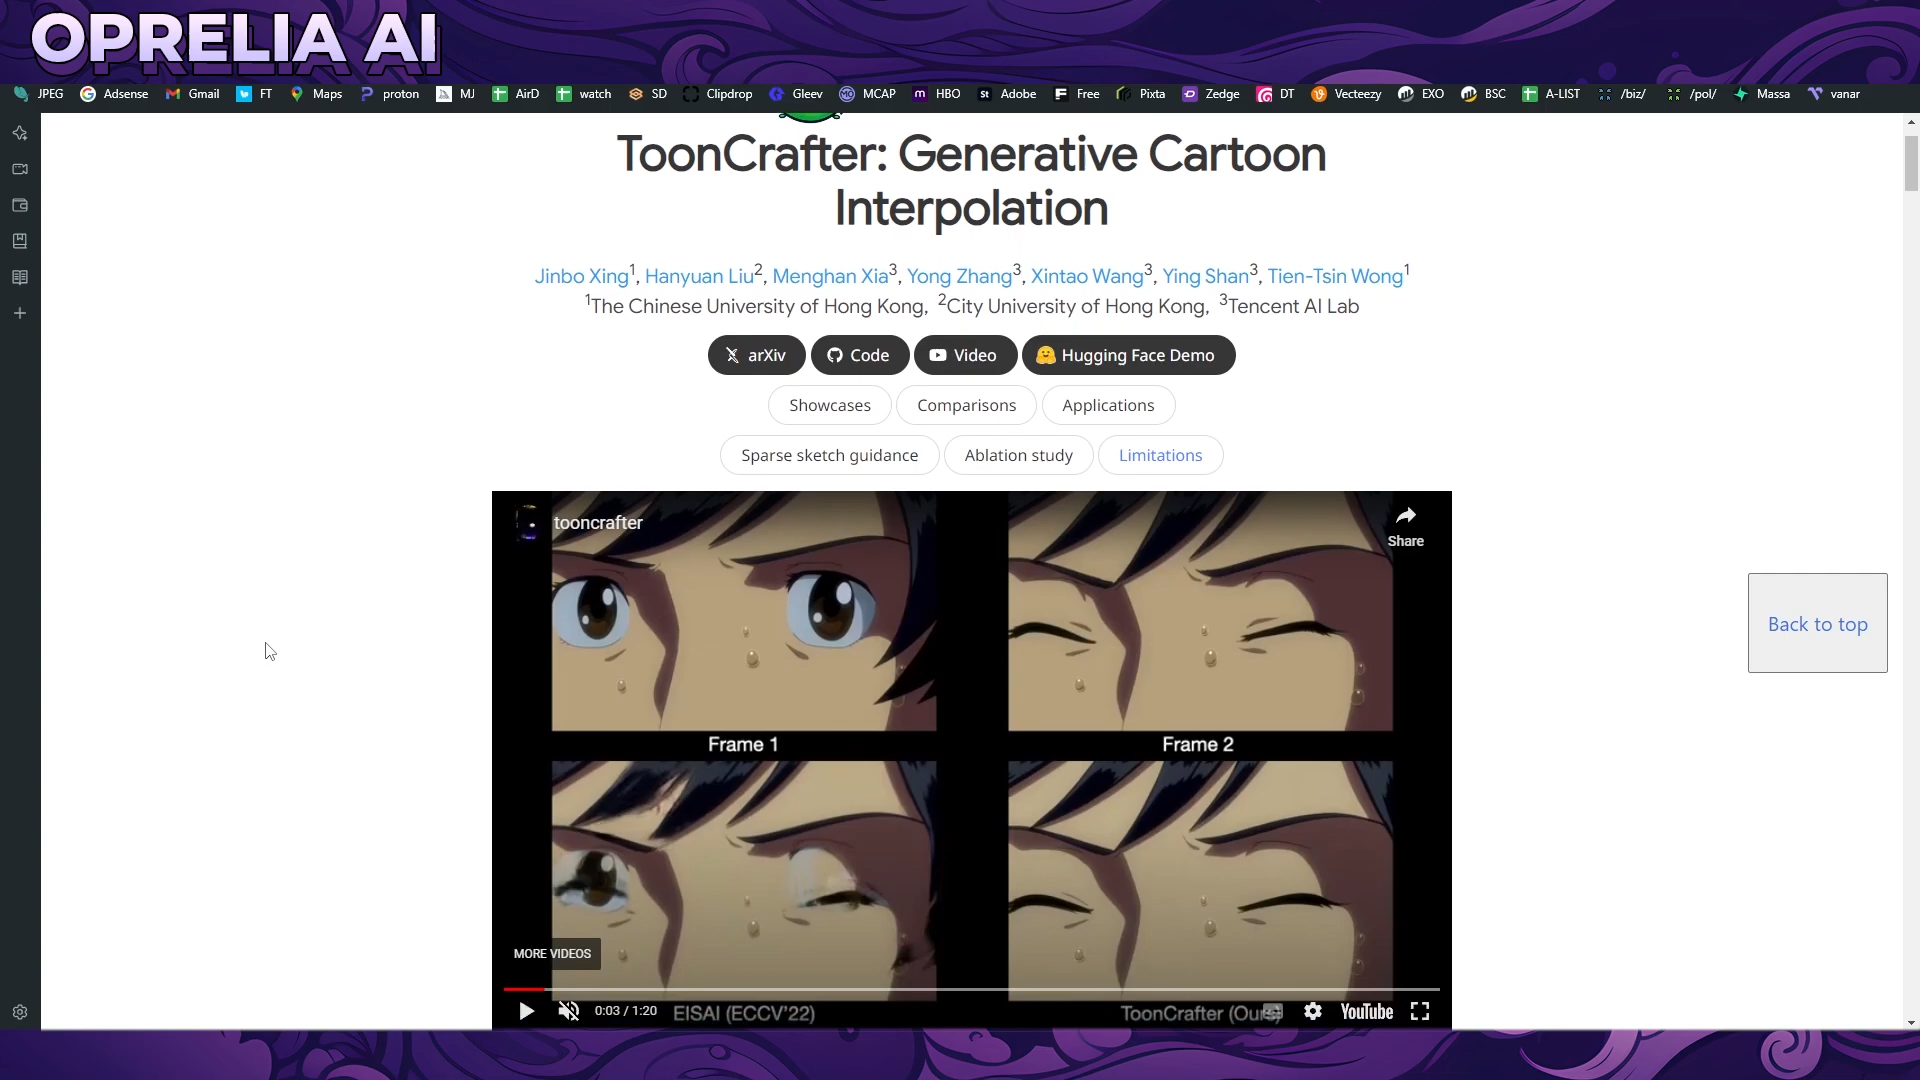 OPRELIA AI
JPEG Adsense Gmail FT Maps proton MJ AirD watch SD Clipdrop Gleev MCAP HBO Adobe Free Pixta Zedge DT Vecteezy EXO BSC A-LIST /biz/ /pol/ Massa vanar
ToonCrafter: Generative Cartoon
Interpolation
Jinbo Xing1, Hanyuan Liu2, Menghan Xia3, Yong Zhang3, Xintao Wang3, Ying Shan3, Tien-Tsin Wong1
1The Chinese University of Hong Kong, 2City University of Hong Kong, 3Tencent AI Lab
arXiv Code Video Hugging Face Demo
Showcases Comparisons Applications
Sparse sketch guidance Ablation study Limitations
tooncrafter
Share
Back to top
Frame 1 Frame 2
MORE VIDEOS
0:03 / 1:20 EISAI (ECCV'22) ToonCrafter (Ours) YouTube